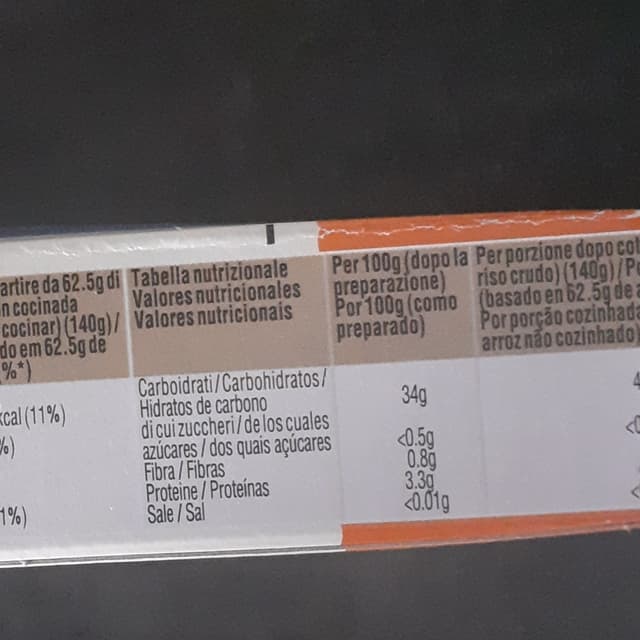 artire da 62.5g di
n cocinada
cocinar) (140g) /
do em 62.5g de
%*)
kcal (11%)
%)
1%)
Tabella nutrizionale
Valores nutricionales
Valores nutricionais
Carboidrati / Carbohidratos /
Hidratos de carbono
di cui zuccheri / de los cuales
azúcares / dos quais açúcares
Fibra / Fibras
Proteine / Proteínas
Sale / Sal
Per 100g (dopo la
preparazione)
Por 100g (como
preparado)
34g
<0.5g
0.8g
3.3g
<0.01g
Per porzione dopo co
riso crudo) (140g) / P
(basado en 62.5g de a
Por porção cozinhada
arroz não cozinhado)
4
<0
<